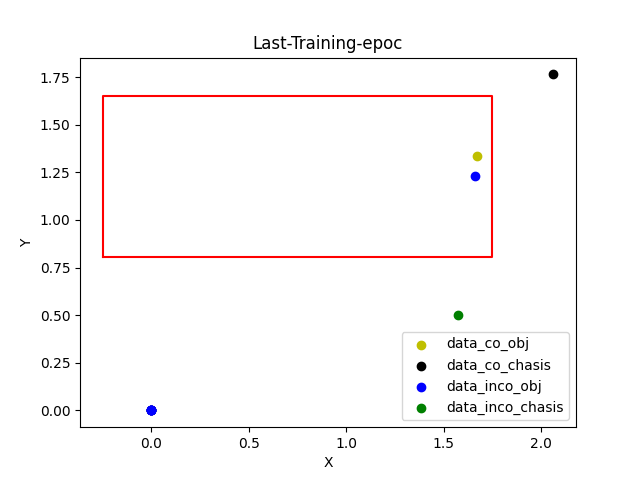 Last-Training-epoc
1.75
1.50
1.25
1.00
0.75
0.50
0.25
0.00
Y
data_co_obj
data_co_chasis
data_inco_obj
data_inco_chasis
0.0 0.5 1.0 1.5 2.0
X